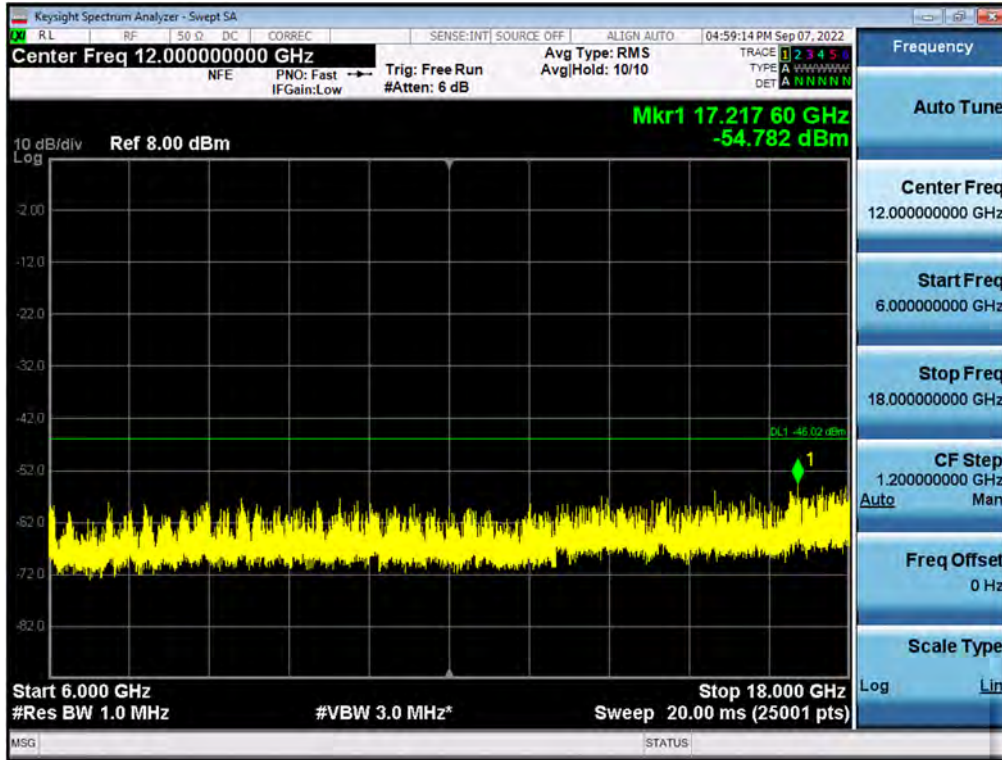 Keysight Spectrum Analyzer - Swept SA
RL RF 50 Ω DC CORREC SENSE:INT SOURCE OFF ALIGN AUTO 04:59:14 PM Sep 07, 2022
Center Freq 12.000000000 GHz
NFE PNO: Fast Trig: Free Run Avg Type: RMS TRACE 1 2 3 4 5 6
IFGain:Low #Atten: 6 dB Avg|Hold: 10/10 TYPE A WWWWW
DET A N N N N N
Mkr1 17.217 60 GHz
-54.782 dBm
10 dB/div Ref 8.00 dBm
Log
-2.00
-12.0
-22.0
-32.0
-42.0
DL1 -46.02 dBm
-52.0
1
-62.0
-72.0
-82.0
Start 6.000 GHz Stop 18.000 GHz
#Res BW 1.0 MHz #VBW 3.0 MHz* Sweep 20.00 ms (25001 pts)
MSG STATUS
Frequency
Auto Tune
Center Freq
12.000000000 GHz
Start Freq
6.000000000 GHz
Stop Freq
18.000000000 GHz
CF Step
1.200000000 GHz
Auto Man
Freq Offset
0 Hz
Scale Type
Log Lin